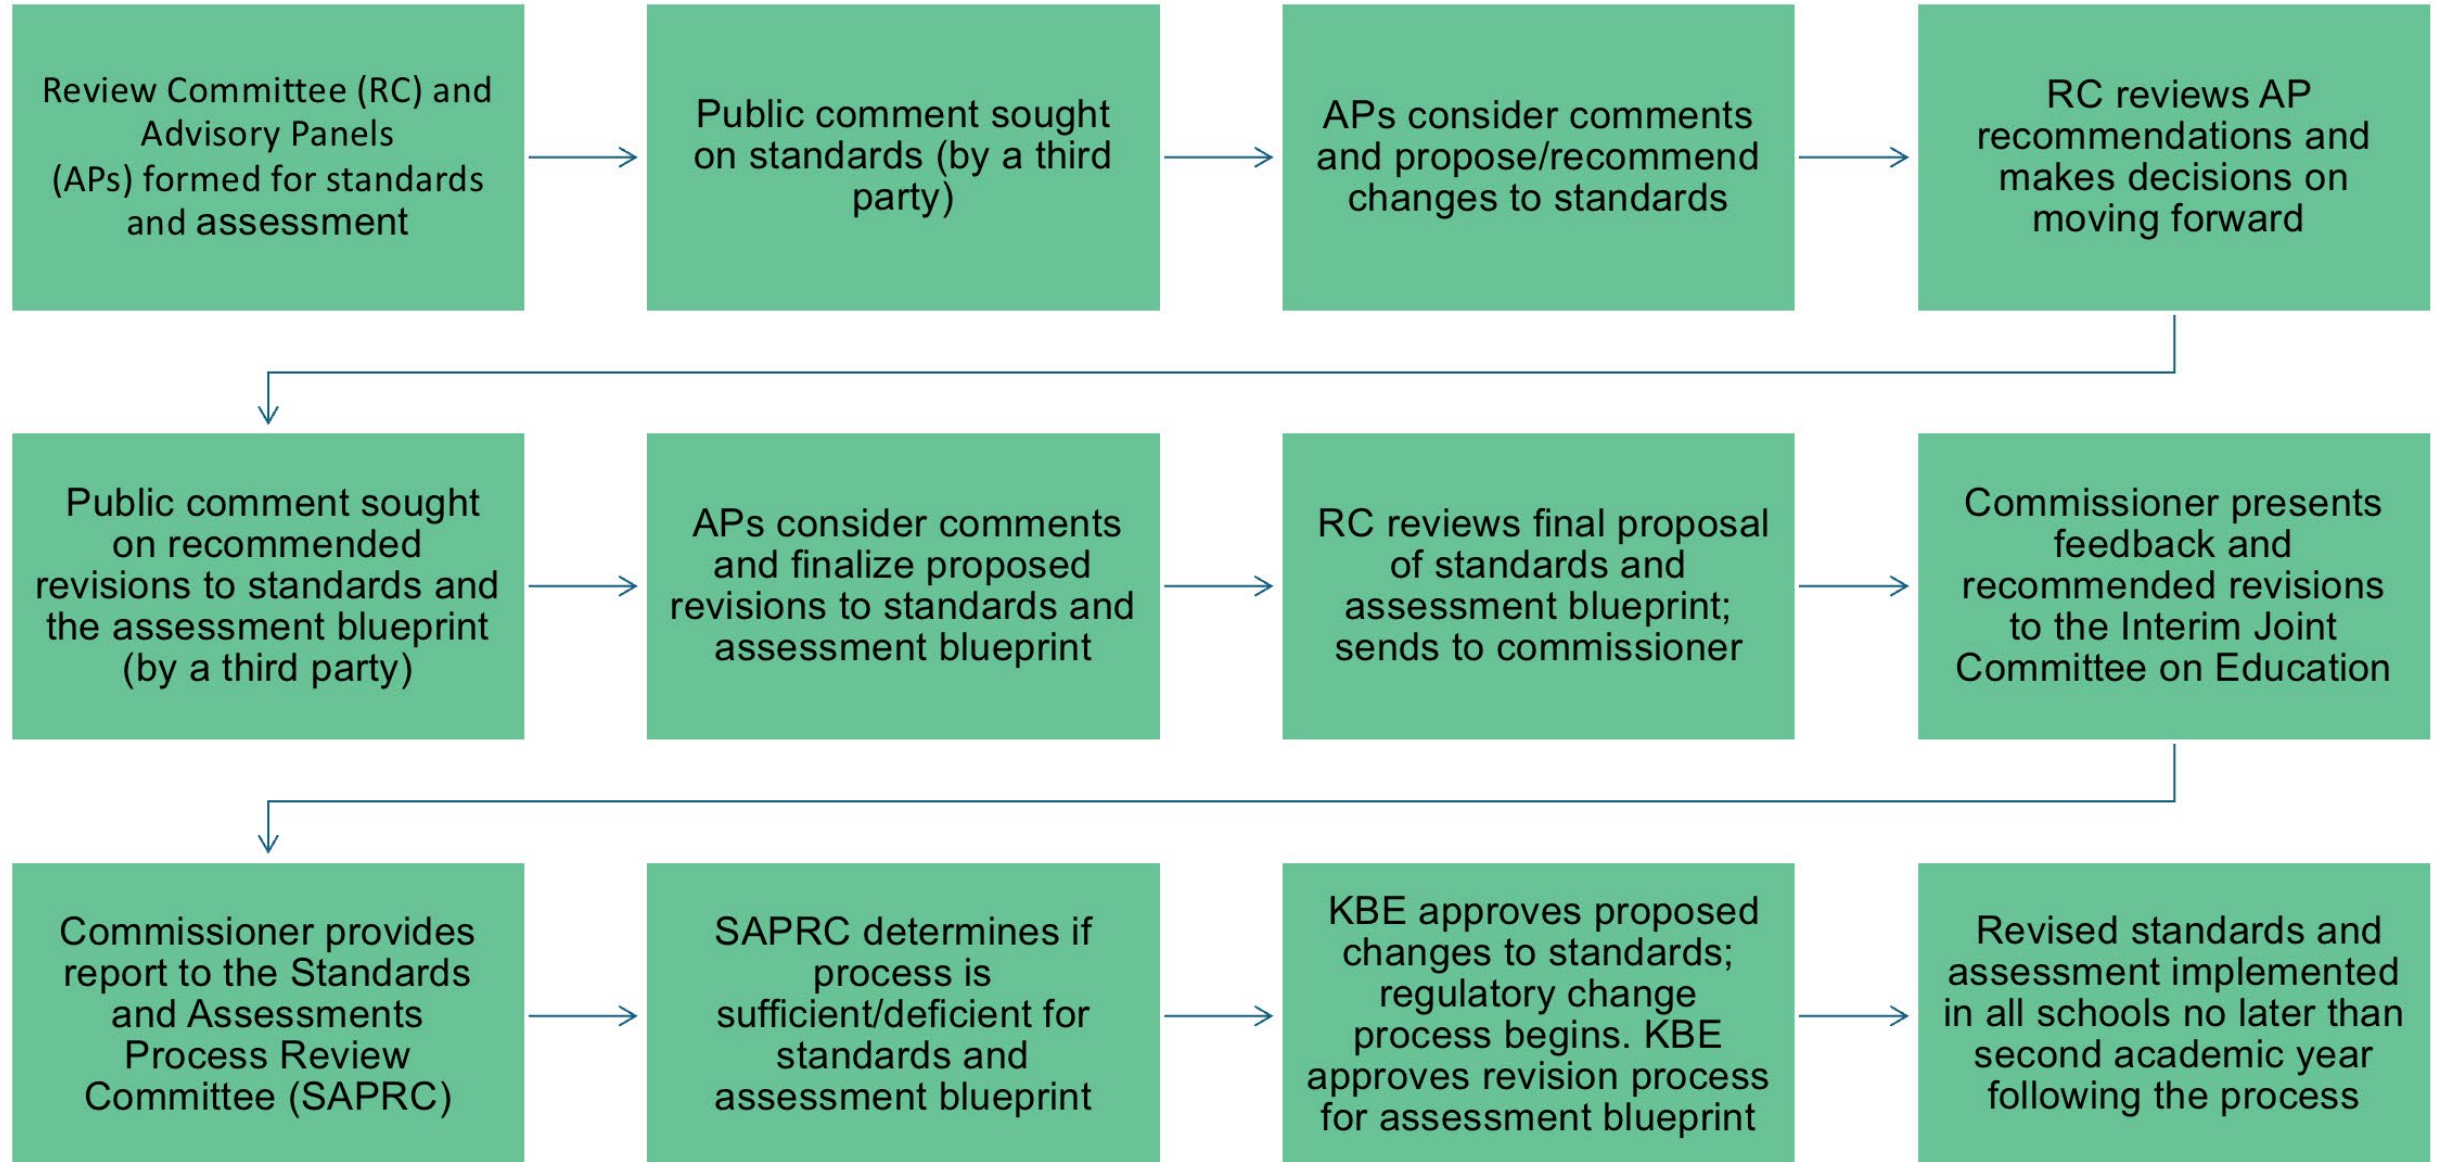 Review Committee (RC) and
Advisory Panels
(APs) formed for standards
and assessment
Public comment sought
on standards (by a third
party)
APs consider comments
and propose/recommend
changes to standards
RC reviews AP
recommendations and
makes decisions on
moving forward
Public comment sought
on recommended
revisions to standards and
the assessment blueprint
(by a third party)
APs consider comments
and finalize proposed
revisions to standards and
assessment blueprint
RC reviews final proposal
of standards and
assessment blueprint;
sends to commissioner
Commissioner presents
feedback and
recommended revisions
to the Interim Joint
Committee on Education
Commissioner provides
report to the Standards
and Assessments
Process Review
Committee (SAPRC)
SAPRC determines if
process is
sufficient/deficient for
standards and
assessment blueprint
KBE approves proposed
changes to standards;
regulatory change
process begins. KBE
approves revision process
for assessment blueprint
Revised standards and
assessment implemented
in all schools no later than
second academic year
following the process